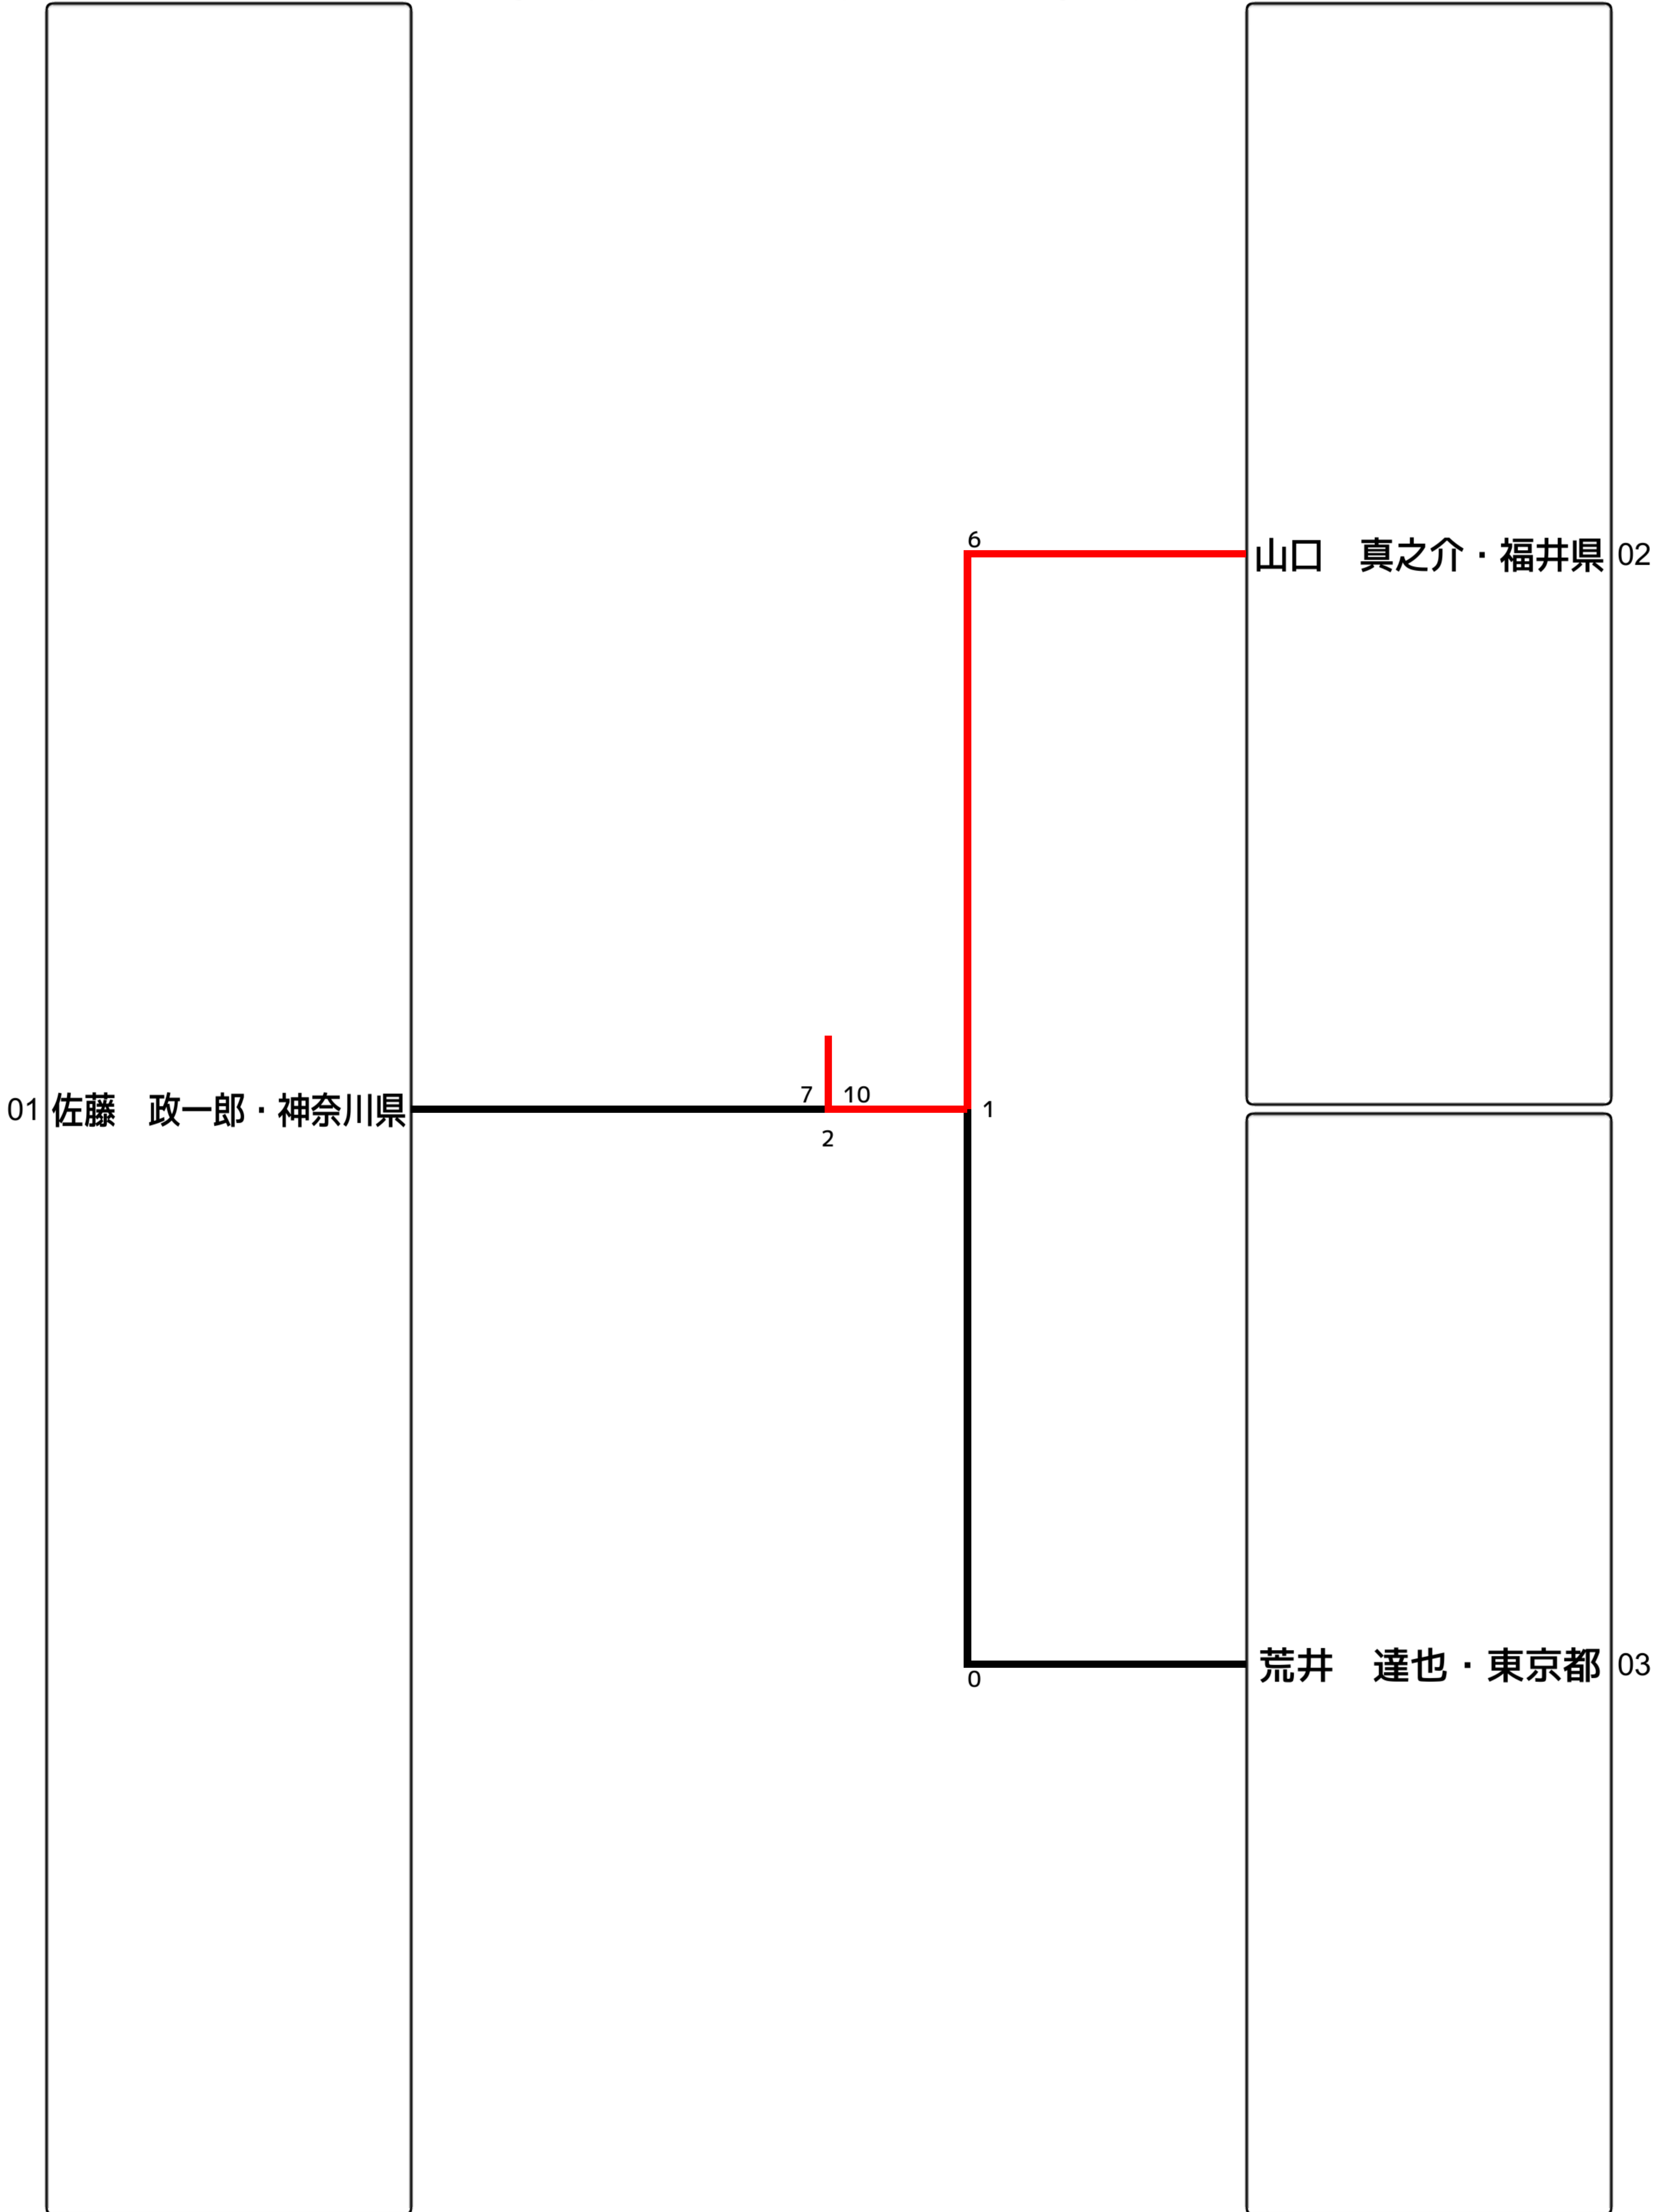 6
山口　真之介・福井県 02
01 佐藤　政一郎・神奈川県
7 10
1
2
荒井　達也・東京都 03
0